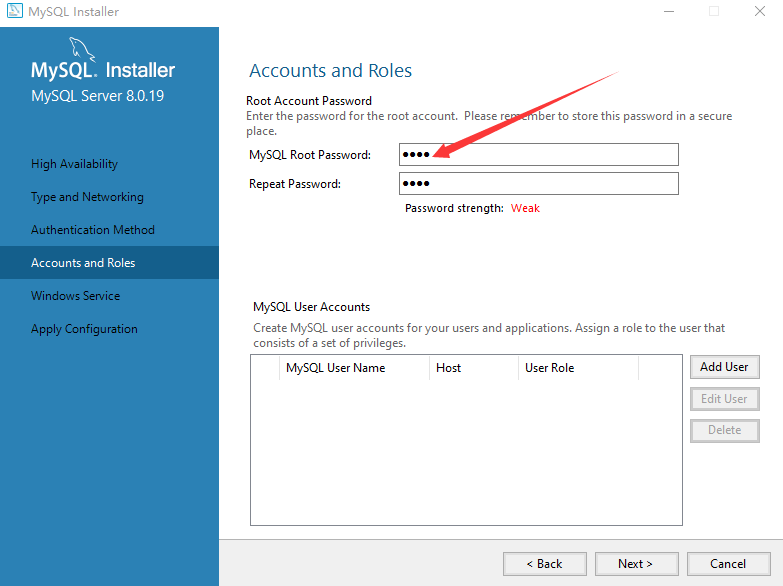 MySQL Installer
MySQL. Installer
MySQL Server 8.0.19
High Availability
Type and Networking
Authentication Method
Accounts and Roles
Windows Service
Apply Configuration
Accounts and Roles
Root Account Password
Enter the password for the root account. Please remember to store this password in a secure
place.
MySQL Root Password: ●●●●
Repeat Password: ●●●●
Password strength: Weak
MySQL User Accounts
Create MySQL user accounts for your users and applications. Assign a role to the user that
consists of a set of privileges.
MySQL User Name Host User Role
Add User
Edit User
Delete
< Back Next > Cancel